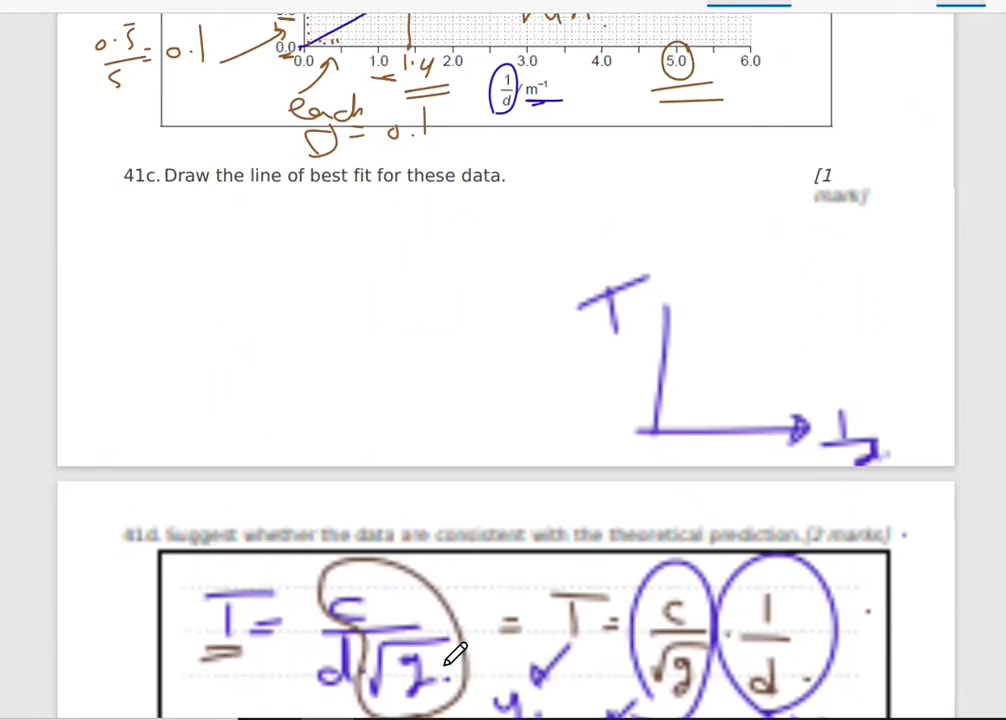 0.5/5 = 0.1
0.0
0.0 1.0 2.0 3.0 4.0 5.0 6.0
1.4
1/d / m⁻¹
each
= 0.1
41c. Draw the line of best fit for these data. [1
mark]
T
1/d
41d. Suggest whether the data are consistent with the theoretical prediction. [2 marks]
T = c/d√g = T = c/√g · 1/d
y